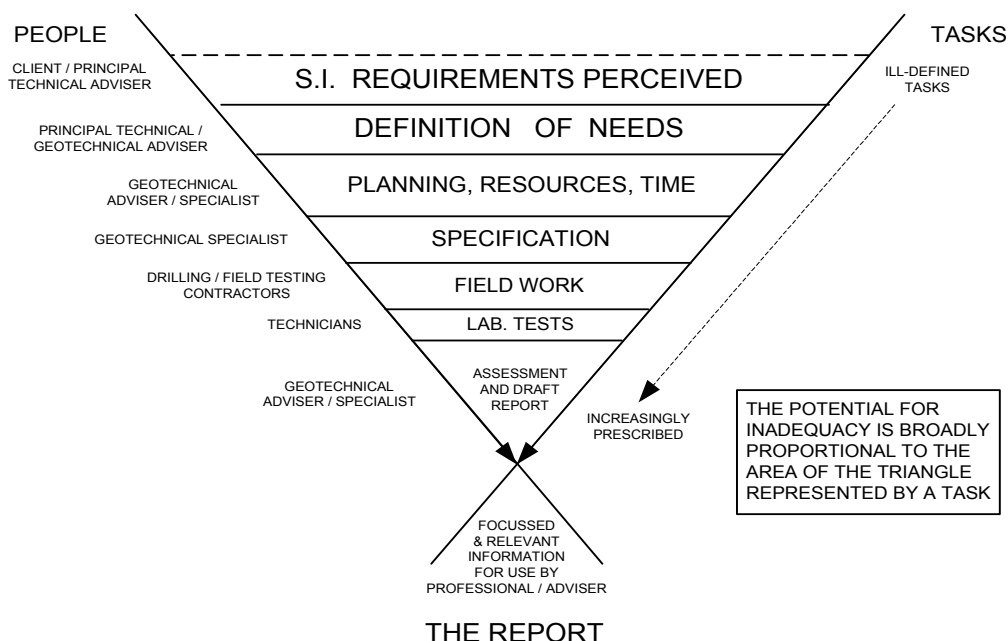 PEOPLE
TASKS
CLIENT / PRINCIPAL
TECHNICAL ADVISER
S.I. REQUIREMENTS PERCEIVED
ILL-DEFINED
TASKS
PRINCIPAL TECHNICAL /
GEOTECHNICAL ADVISER
DEFINITION OF NEEDS
GEOTECHNICAL
ADVISER / SPECIALIST
PLANNING, RESOURCES, TIME
GEOTECHNICAL SPECIALIST
SPECIFICATION
DRILLING / FIELD TESTING
CONTRACTORS
FIELD WORK
TECHNICIANS
LAB. TESTS
GEOTECHNICAL
ADVISER / SPECIALIST
ASSESSMENT
AND DRAFT
REPORT
INCREASINGLY
PRESCRIBED
THE POTENTIAL FOR
INADEQUACY IS BROADLY
PROPORTIONAL TO THE
AREA OF THE TRIANGLE
REPRESENTED BY A TASK
FOCUSSED
& RELEVANT
INFORMATION
FOR USE BY
PROFESSIONAL / ADVISER
THE REPORT